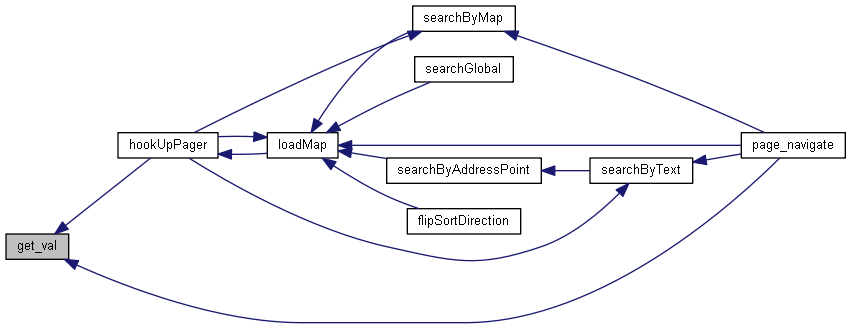 searchByMap
searchGlobal
hookUpPager
loadMap
page_navigate
searchByAddressPoint
searchByText
flipSortDirection
get_val